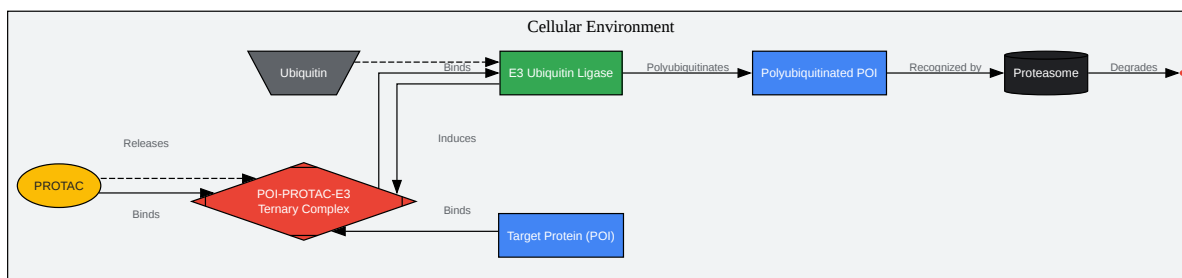 Cellular Environment
Ubiquitin
Binds
E3 Ubiquitin Ligase
Polyubiquitinates
Polyubiquitinated POI
Recognized by
Proteasome
Degrades
Releases
Induces
PROTAC
POI-PROTAC-E3
Ternary Complex
Binds
Binds
Target Protein (POI)